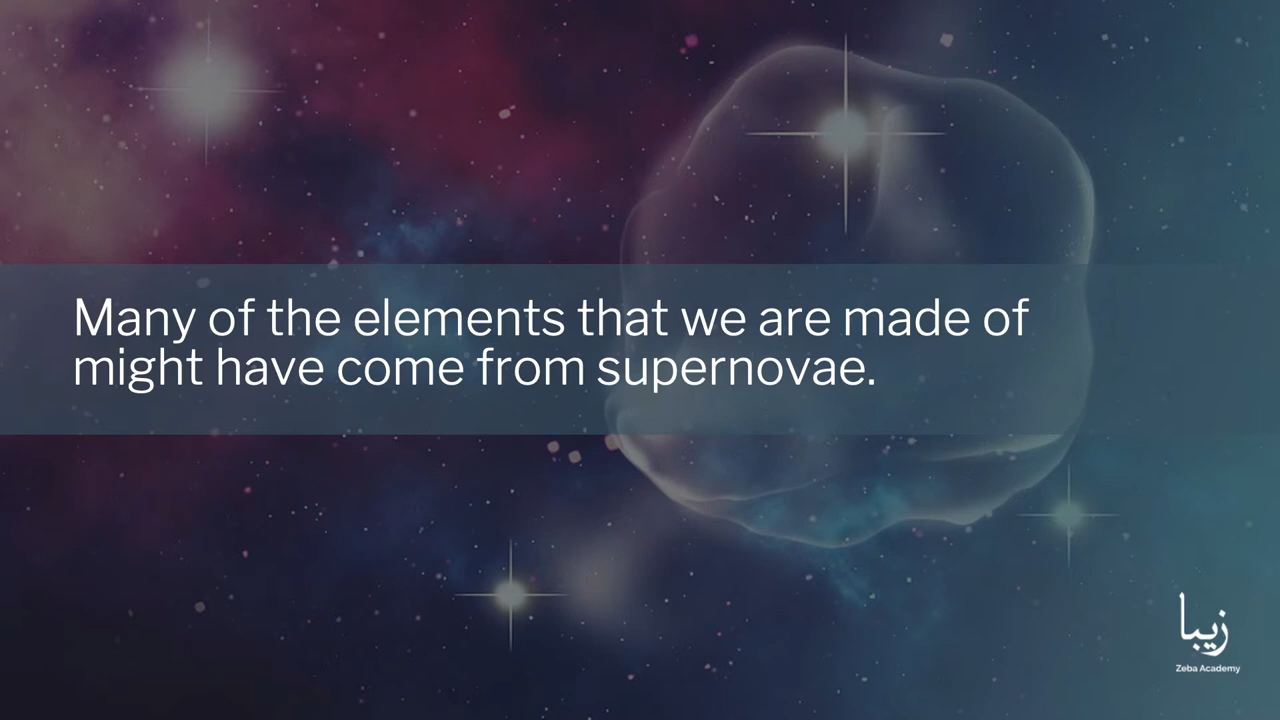 Many of the elements that we are made of
might have come from supernovae.
زیبا
Zeba Academy